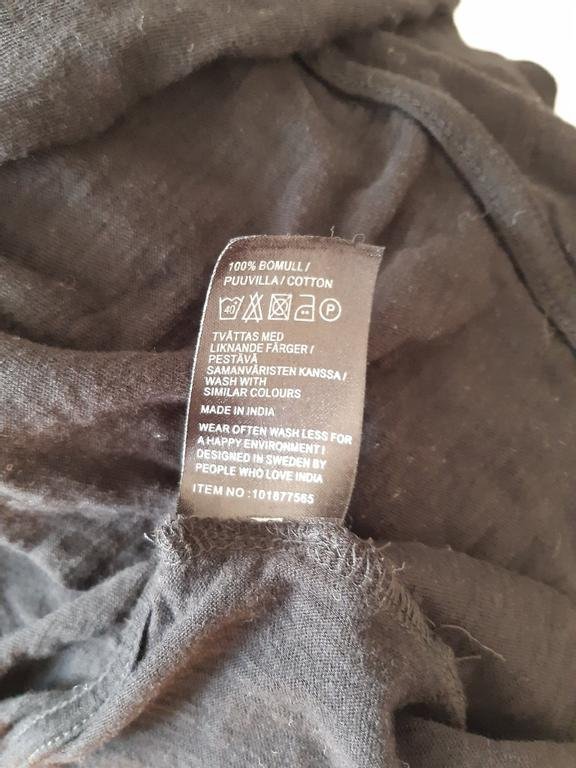 100% BOMULL/
PUUVILLA/COTTON
40 P
TVÄTTAS MED
LIKNANDE FÄRGER/
PESTÄVÄ
SAMANVÄRISTEN KANSSA/
WASH WITH
SIMILAR COLOURS
MADE IN INDIA
WEAR OFTEN WASH LESS FOR
A HAPPY ENVIRONMENT!
DESIGNED IN SWEDEN BY
PEOPLE WHO LOVE INDIA
ITEM NO:101877565